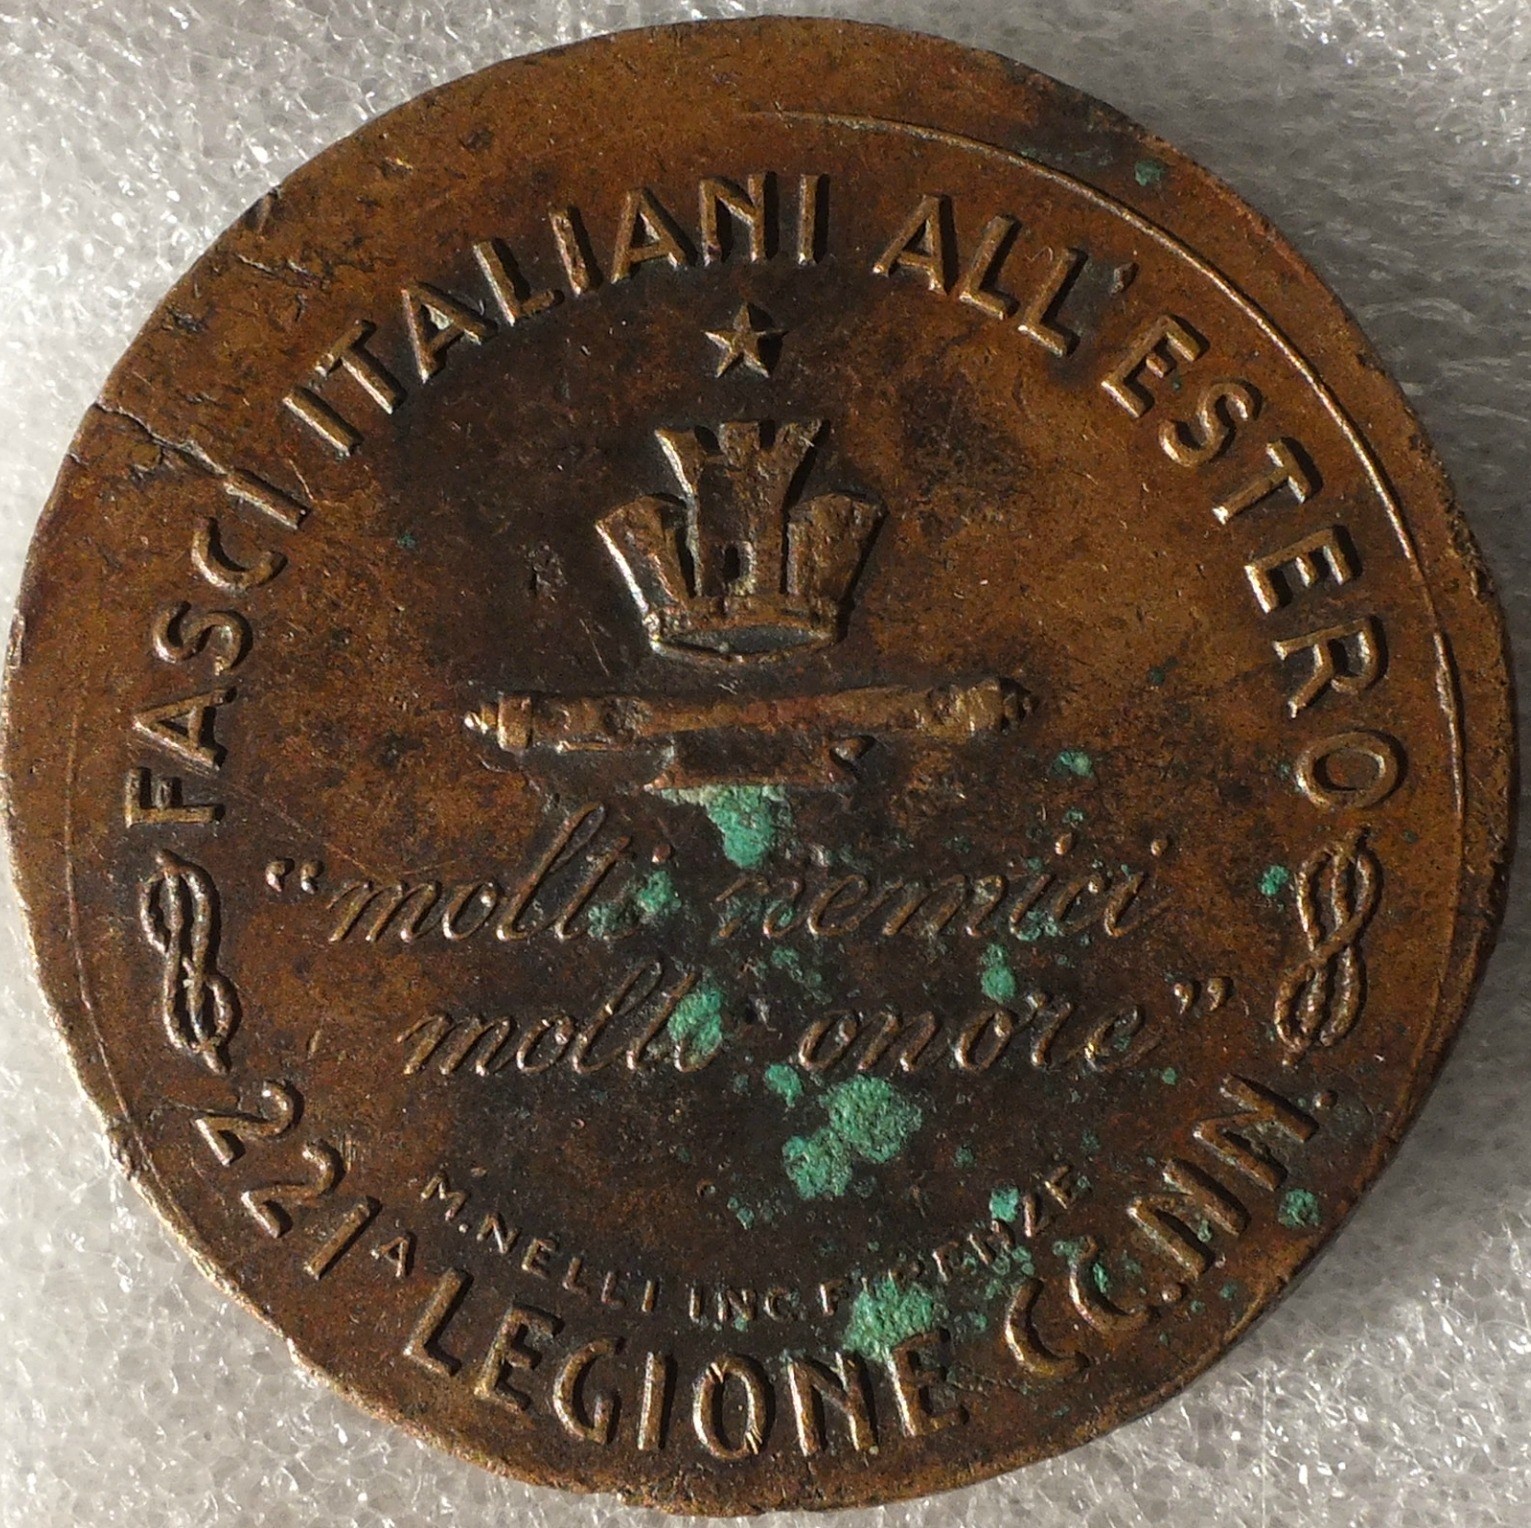 FASCI ITALIANI ALL'ESTERO
"molti nemici
molto onore"
M. NELLI INC. FIRENZE
221A LEGIONE CC.NN.